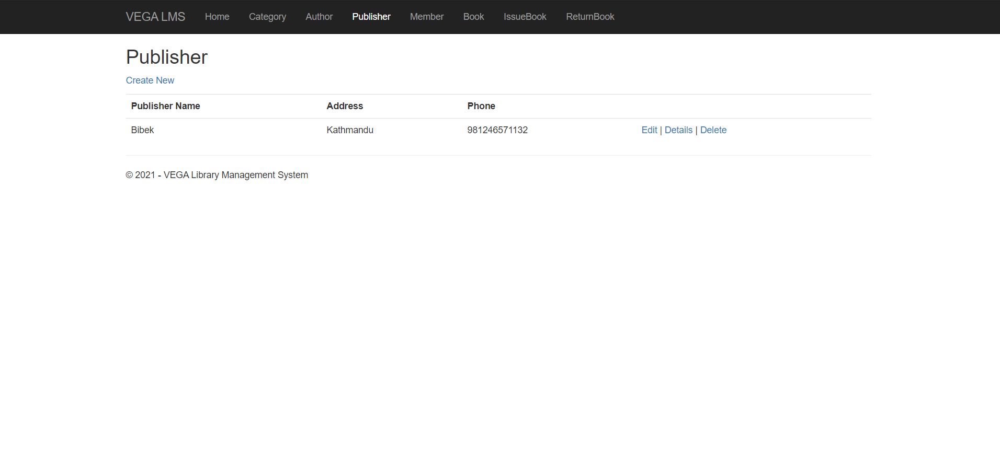 VEGA LMS Home Category Author Publisher Member Book IssueBook ReturnBook
Publisher
Create New
Publisher Name Address Phone
Bibek Kathmandu 981246571132 Edit | Details | Delete
© 2021 - VEGA Library Management System